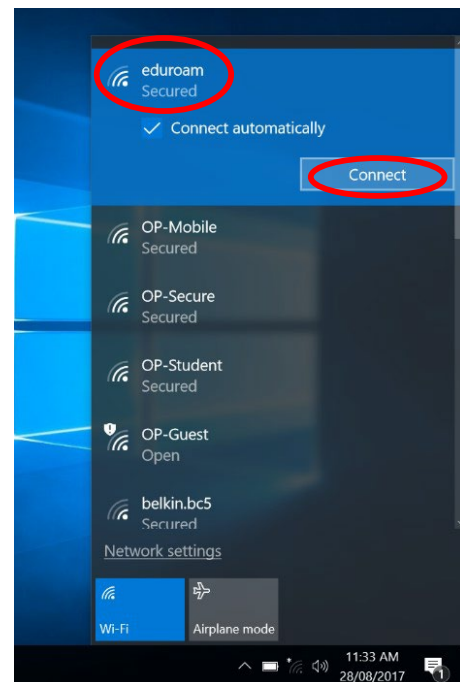 eduroam
Secured
Connect automatically
Connect
OP-Mobile
Secured
OP-Secure
Secured
OP-Student
Secured
OP-Guest
Open
belkin.bc5
Secured
Network settings
Wi-Fi
Airplane mode
11:33 AM
28/08/2017
1